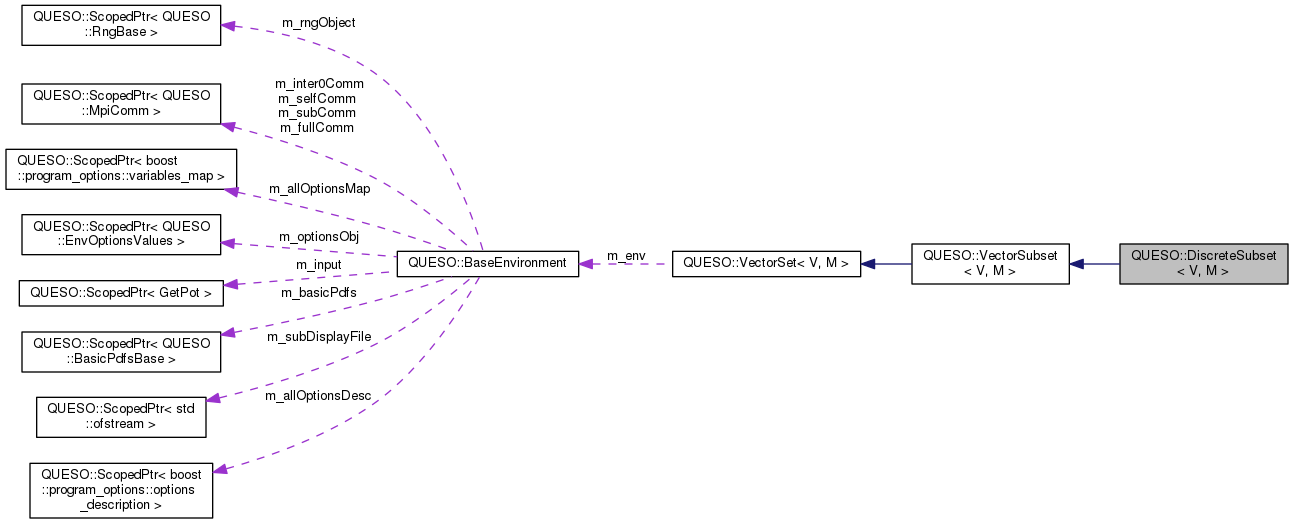 QUESO::ScopedPtr< QUESO
::RngBase >
m_rngObject
QUESO::ScopedPtr< QUESO
::MpiComm >
m_inter0Comm
m_selfComm
m_subComm
m_fullComm
QUESO::ScopedPtr< boost
::program_options::variables_map >
m_allOptionsMap
QUESO::ScopedPtr< QUESO
::EnvOptionsValues >
m_optionsObj
QUESO::ScopedPtr< GetPot >
m_input
QUESO::ScopedPtr< QUESO
::BasicPdfsBase >
m_basicPdfs
QUESO::ScopedPtr< std
::ofstream >
m_subDisplayFile
QUESO::ScopedPtr< boost
::program_options::options
_description >
m_allOptionsDesc
QUESO::BaseEnvironment
m_env
QUESO::VectorSet< V, M >
QUESO::VectorSubset
< V, M >
QUESO::DiscreteSubset
< V, M >